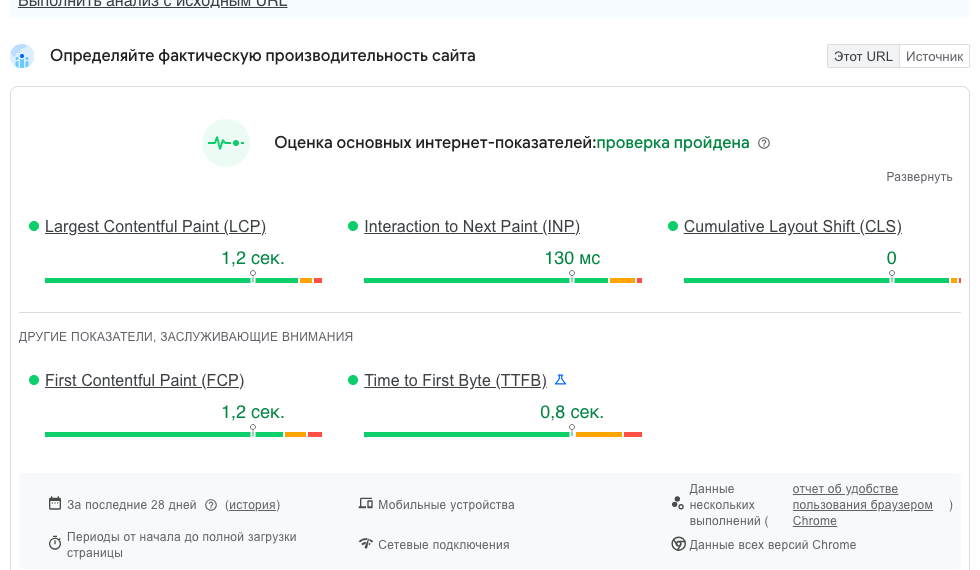 Выполнить анализ с исходным URL
Определяйте фактическую производительность сайта
Этот URL
Источник
Оценка основных интернет-показателей:проверка пройдена
Развернуть
Largest Contentful Paint (LCP)
1,2 сек.
Interaction to Next Paint (INP)
130 мс
Cumulative Layout Shift (CLS)
0
ДРУГИЕ ПОКАЗАТЕЛИ, ЗАСЛУЖИВАЮЩИЕ ВНИМАНИЯ
First Contentful Paint (FCP)
1,2 сек.
Time to First Byte (TTFB)
0,8 сек.
За последние 28 дней (история)
Мобильные устройства
Данные
нескольких
выполнений (
отчет об удобстве
пользования браузером
Chrome
)
Периоды от начала до полной загрузки
страницы
Сетевые подключения
Данные всех версий Chrome